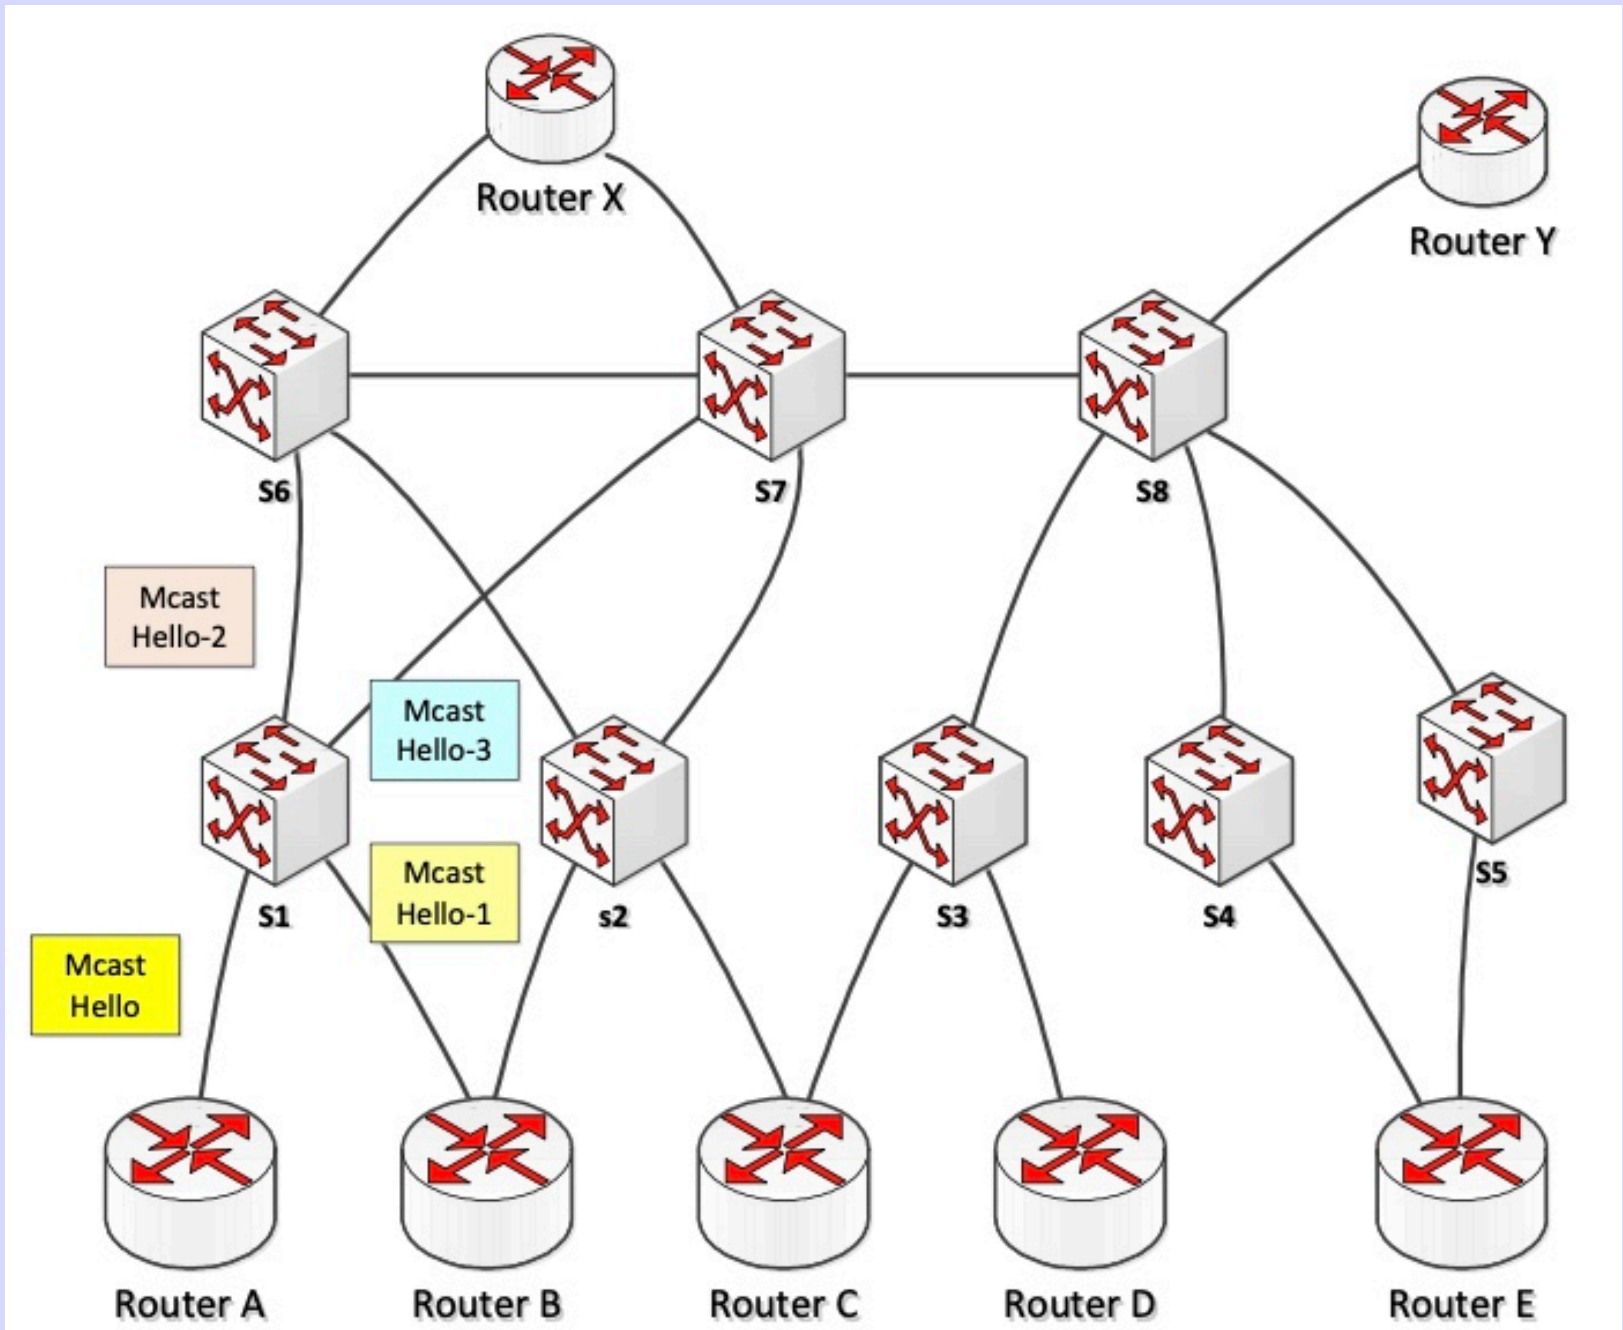 Router X
Router Y
S6
S7
S8
Mcast
Hello-2
Mcast
Hello-3
Mcast
Hello-1
S1
s2
S3
S4
S5
Mcast
Hello
Router A
Router B
Router C
Router D
Router E